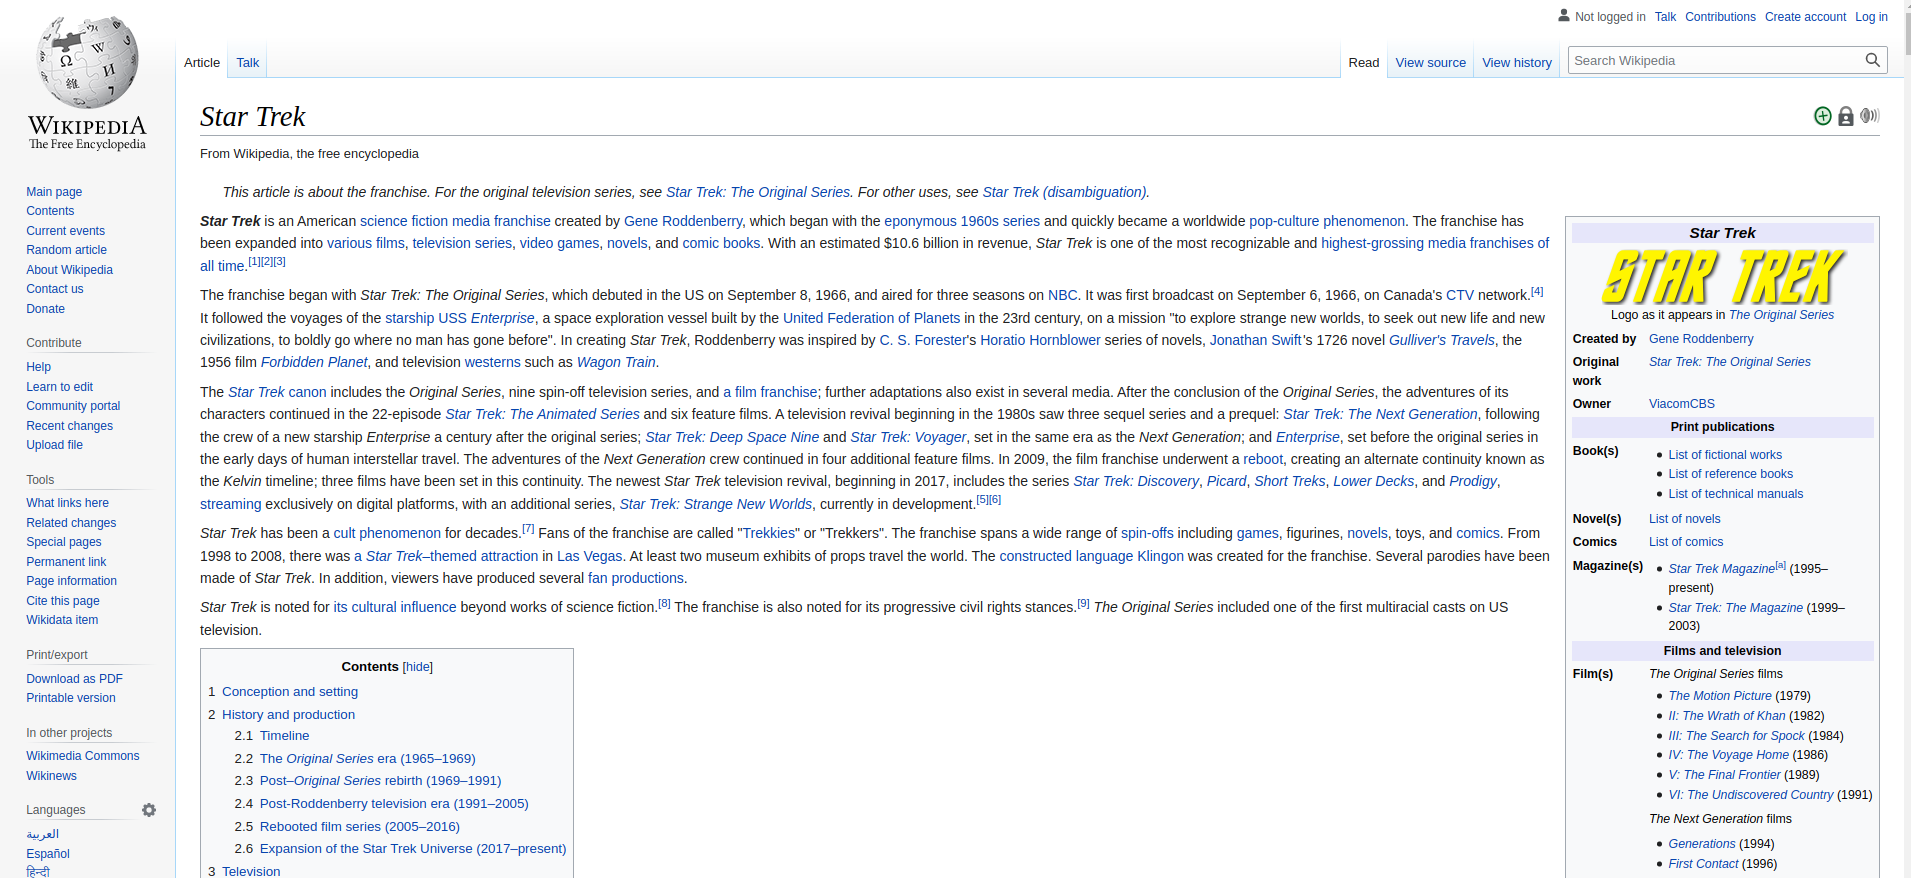 Not logged in Talk Contributions Create account Log in
WIKIPEDIA
The Free Encyclopedia
Article Talk
Read View source View history
Search Wikipedia
Main page
Contents
Current events
Random article
About Wikipedia
Contact us
Donate
Contribute
Help
Learn to edit
Community portal
Recent changes
Upload file
Tools
What links here
Related changes
Special pages
Permanent link
Page information
Cite this page
Wikidata item
Print/export
Download as PDF
Printable version
In other projects
Wikimedia Commons
Wikinews
Languages
العربية
Español
हिन्दी
Star Trek
From Wikipedia, the free encyclopedia
This article is about the franchise. For the original television series, see Star Trek: The Original Series. For other uses, see Star Trek (disambiguation).
Star Trek is an American science fiction media franchise created by Gene Roddenberry, which began with the eponymous 1960s series and quickly became a worldwide pop-culture phenomenon. The franchise has
been expanded into various films, television series, video games, novels, and comic books. With an estimated $10.6 billion in revenue, Star Trek is one of the most recognizable and highest-grossing media franchises of
all time.[1][2][3]
The franchise began with Star Trek: The Original Series, which debuted in the US on September 8, 1966, and aired for three seasons on NBC. It was first broadcast on September 6, 1966, on Canada's CTV network.[4]
It followed the voyages of the starship USS Enterprise, a space exploration vessel built by the United Federation of Planets in the 23rd century, on a mission "to explore strange new worlds, to seek out new life and new
civilizations, to boldly go where no man has gone before". In creating Star Trek, Roddenberry was inspired by C. S. Forester's Horatio Hornblower series of novels, Jonathan Swift's 1726 novel Gulliver's Travels, the
1956 film Forbidden Planet, and television westerns such as Wagon Train.
The Star Trek canon includes the Original Series, nine spin-off television series, and a film franchise; further adaptations also exist in several media. After the conclusion of the Original Series, the adventures of its
characters continued in the 22-episode Star Trek: The Animated Series and six feature films. A television revival beginning in the 1980s saw three sequel series and a prequel: Star Trek: The Next Generation, following
the crew of a new starship Enterprise a century after the original series; Star Trek: Deep Space Nine and Star Trek: Voyager, set in the same era as the Next Generation; and Enterprise, set before the original series in
the early days of human interstellar travel. The adventures of the Next Generation crew continued in four additional feature films. In 2009, the film franchise underwent a reboot, creating an alternate continuity known as
the Kelvin timeline; three films have been set in this continuity. The newest Star Trek television revival, beginning in 2017, includes the series Star Trek: Discovery, Picard, Short Treks, Lower Decks, and Prodigy,
streaming exclusively on digital platforms, with an additional series, Star Trek: Strange New Worlds, currently in development.[5][6]
Star Trek has been a cult phenomenon for decades.[7] Fans of the franchise are called "Trekkies" or "Trekkers". The franchise spans a wide range of spin-offs including games, figurines, novels, toys, and comics. From
1998 to 2008, there was a Star Trek–themed attraction in Las Vegas. At least two museum exhibits of props travel the world. The constructed language Klingon was created for the franchise. Several parodies have been
made of Star Trek. In addition, viewers have produced several fan productions.
Star Trek is noted for its cultural influence beyond works of science fiction.[8] The franchise is also noted for its progressive civil rights stances.[9] The Original Series included one of the first multiracial casts on US
television.
Contents [hide]
1 Conception and setting
2 History and production
2.1 Timeline
2.2 The Original Series era (1965–1969)
2.3 Post–Original Series rebirth (1969–1991)
2.4 Post-Roddenberry television era (1991–2005)
2.5 Rebooted film series (2005–2016)
2.6 Expansion of the Star Trek Universe (2017–present)
3 Television
Star Trek
STAR TREK
Logo as it appears in The Original Series
Created by Gene Roddenberry
Original Star Trek: The Original Series
work
Owner ViacomCBS
Print publications
Book(s) • List of fictional works
• List of reference books
• List of technical manuals
Novel(s) List of novels
Comics List of comics
Magazine(s) • Star Trek Magazine[a] (1995–
present)
• Star Trek: The Magazine (1999–
2003)
Films and television
Film(s) The Original Series films
• The Motion Picture (1979)
• II: The Wrath of Khan (1982)
• III: The Search for Spock (1984)
• IV: The Voyage Home (1986)
• V: The Final Frontier (1989)
• VI: The Undiscovered Country (1991)
The Next Generation films
• Generations (1994)
• First Contact (1996)